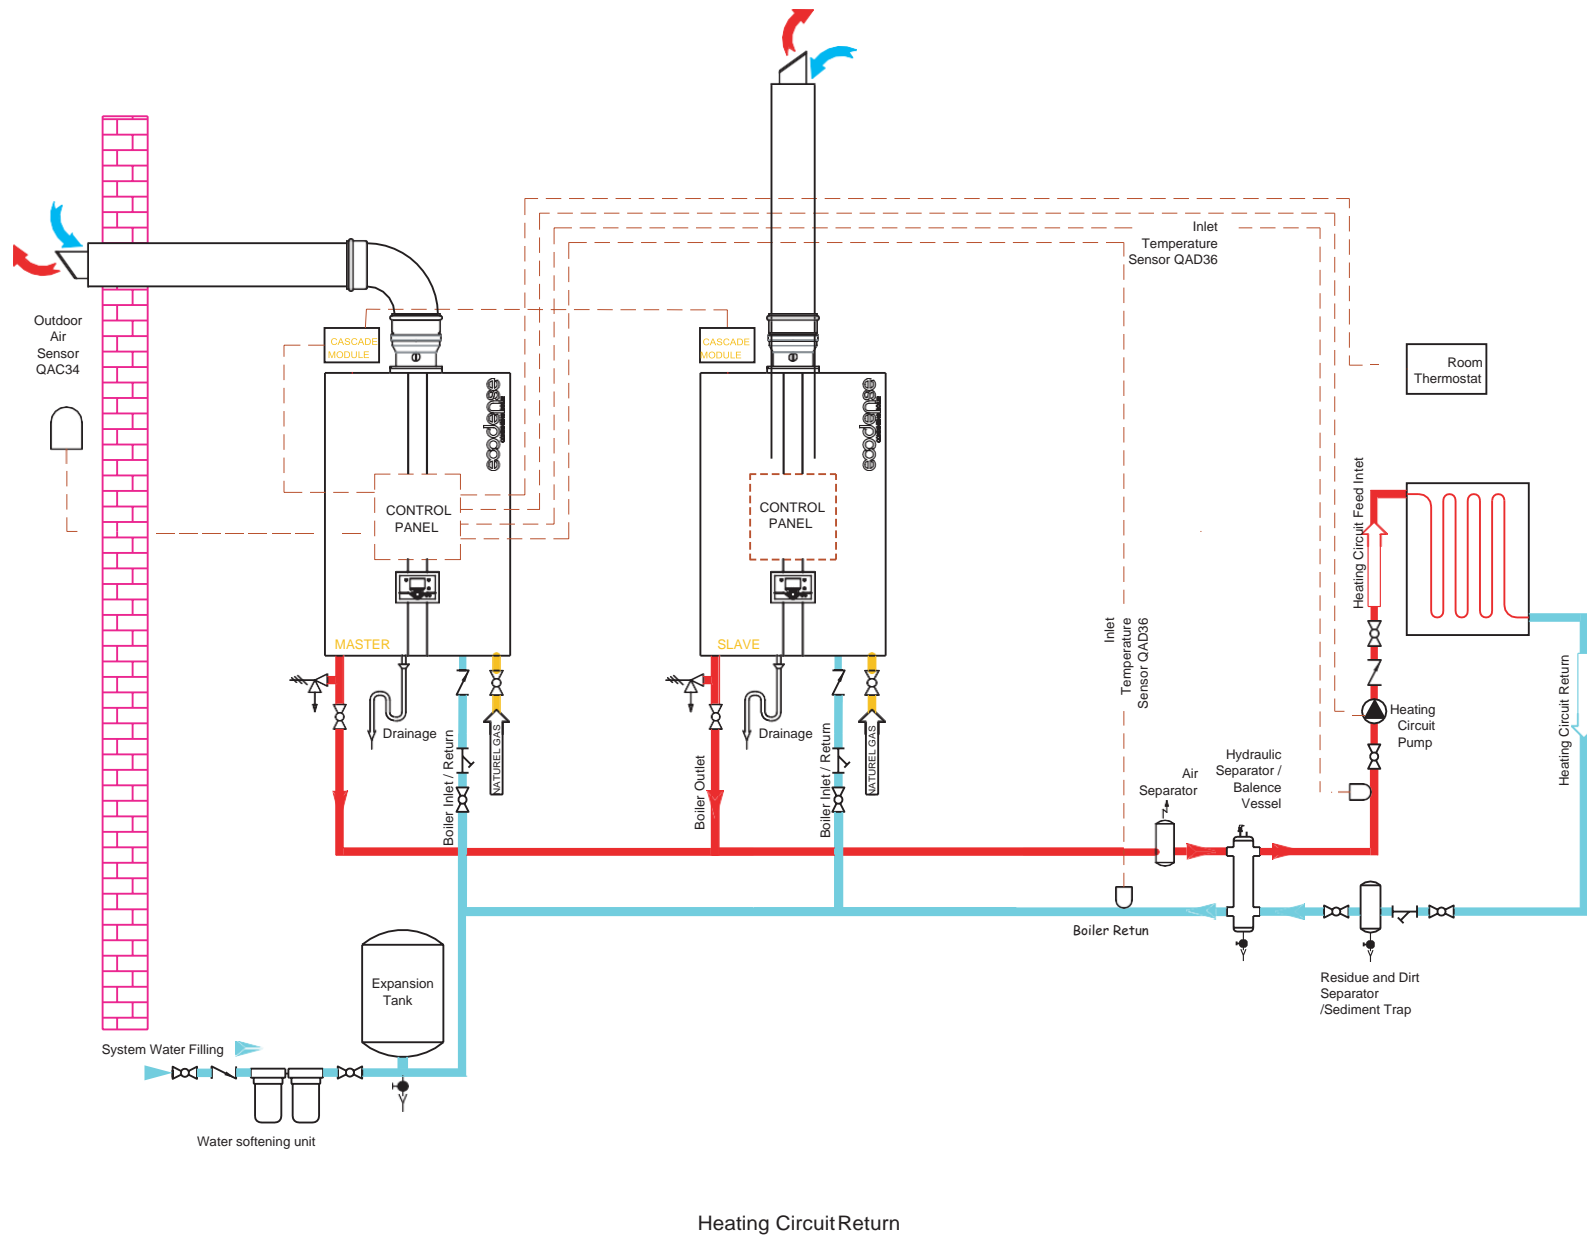 Inlet
Temperature
Sensor QAD36
Outdoor
Air
Sensor
QAC34
CASCADE
MODULE
CASCADE
MODULE
Room
Thermostat
ecodense
ecodense
CONTROL
PANEL
CONTROL
PANEL
Heating Circuit Feed Intet
MASTER
SLAVE
Inlet
Temperature
Sensor QAD36
Heating Circuit Return
Drainage
Boiler Inlet / Return
NATUREL GAS
Boiler Outlet
Drainage
Boiler Inlet / Return
NATUREL GAS
Heating
Circuit
Pump
Air
Separator
Hydraulic
Separator /
Balence
Vessel
Boiler Retun
Expansion
Tank
Residue and Dirt
Separator
/Sediment Trap
System Water Filling
Water softening unit
Heating Circuit Return